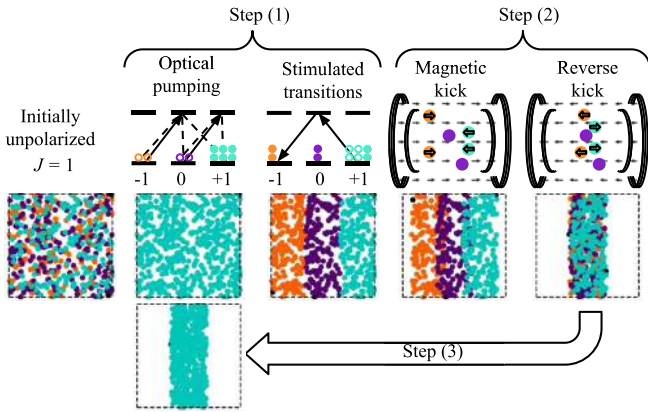 Step (1)
Step (2)
Optical
pumping
Stimulated
transitions
Magnetic
kick
Reverse
kick
Initially
unpolarized
J = 1
-1 0 +1
-1 0 +1
Step (3)